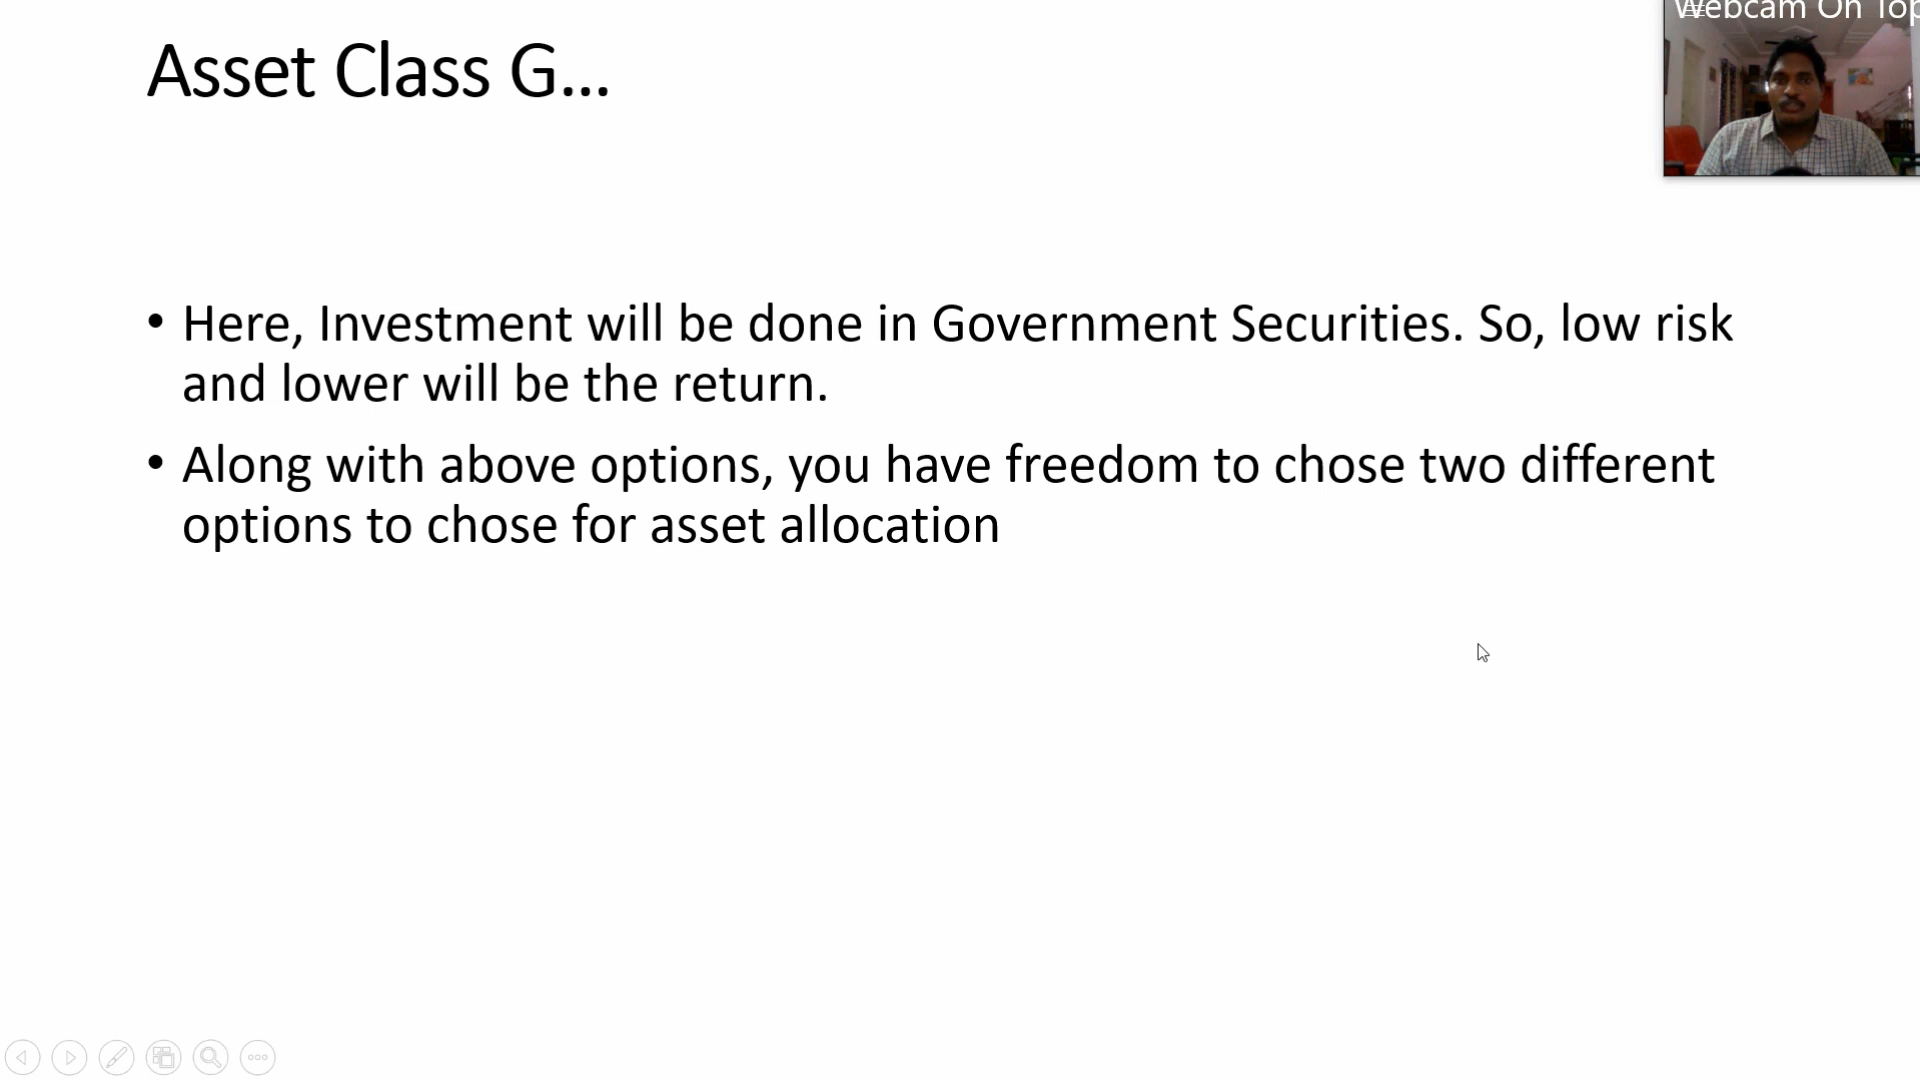 Webcam On Top
Asset Class G...
• Here, Investment will be done in Government Securities. So, low risk
and lower will be the return.
• Along with above options, you have freedom to chose two different
options to chose for asset allocation